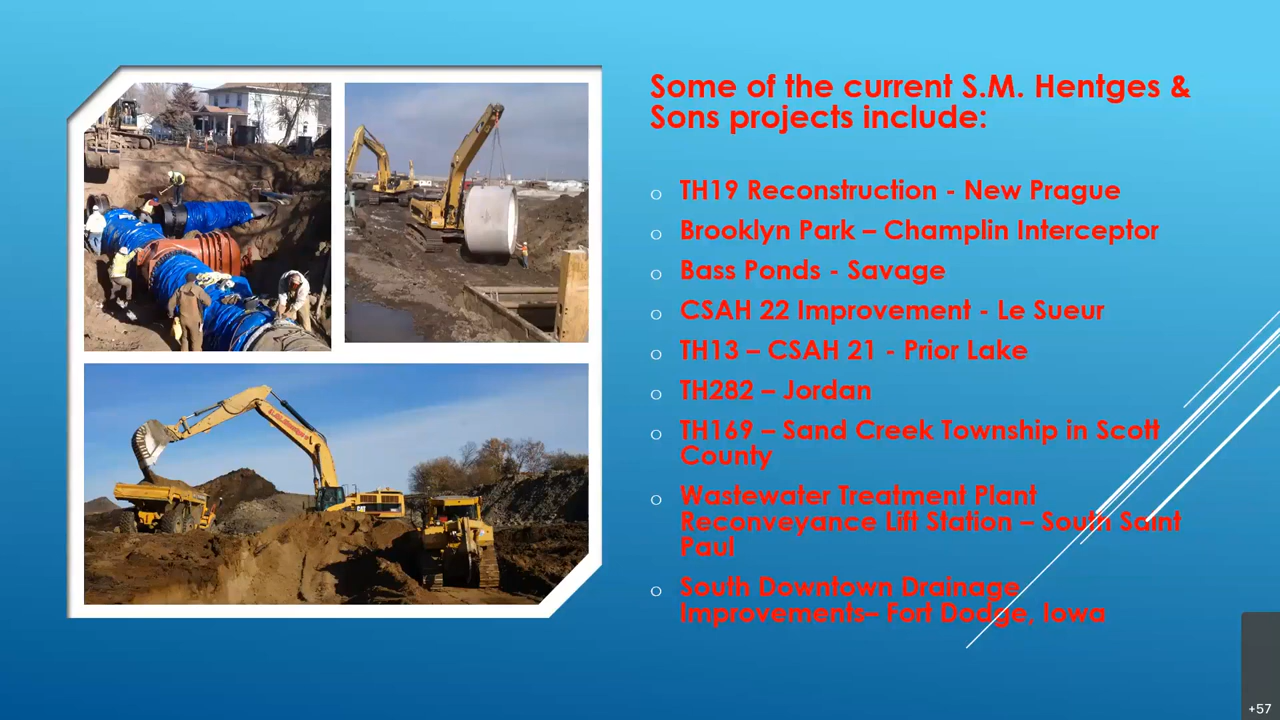 Some of the current S.M. Hentges &
Sons projects include:
TH19 Reconstruction - New Prague
Brooklyn Park – Champlin Interceptor
Bass Ponds - Savage
CSAH 22 Improvement - Le Sueur
TH13 – CSAH 21 - Prior Lake
TH282 – Jordan
TH169 – Sand Creek Township in Scott
County
Wastewater Treatment Plant
Reconveyance Lift Station – South Saint
Paul
South Downtown Drainage
Improvements– Fort Dodge, Iowa
CAT
+57